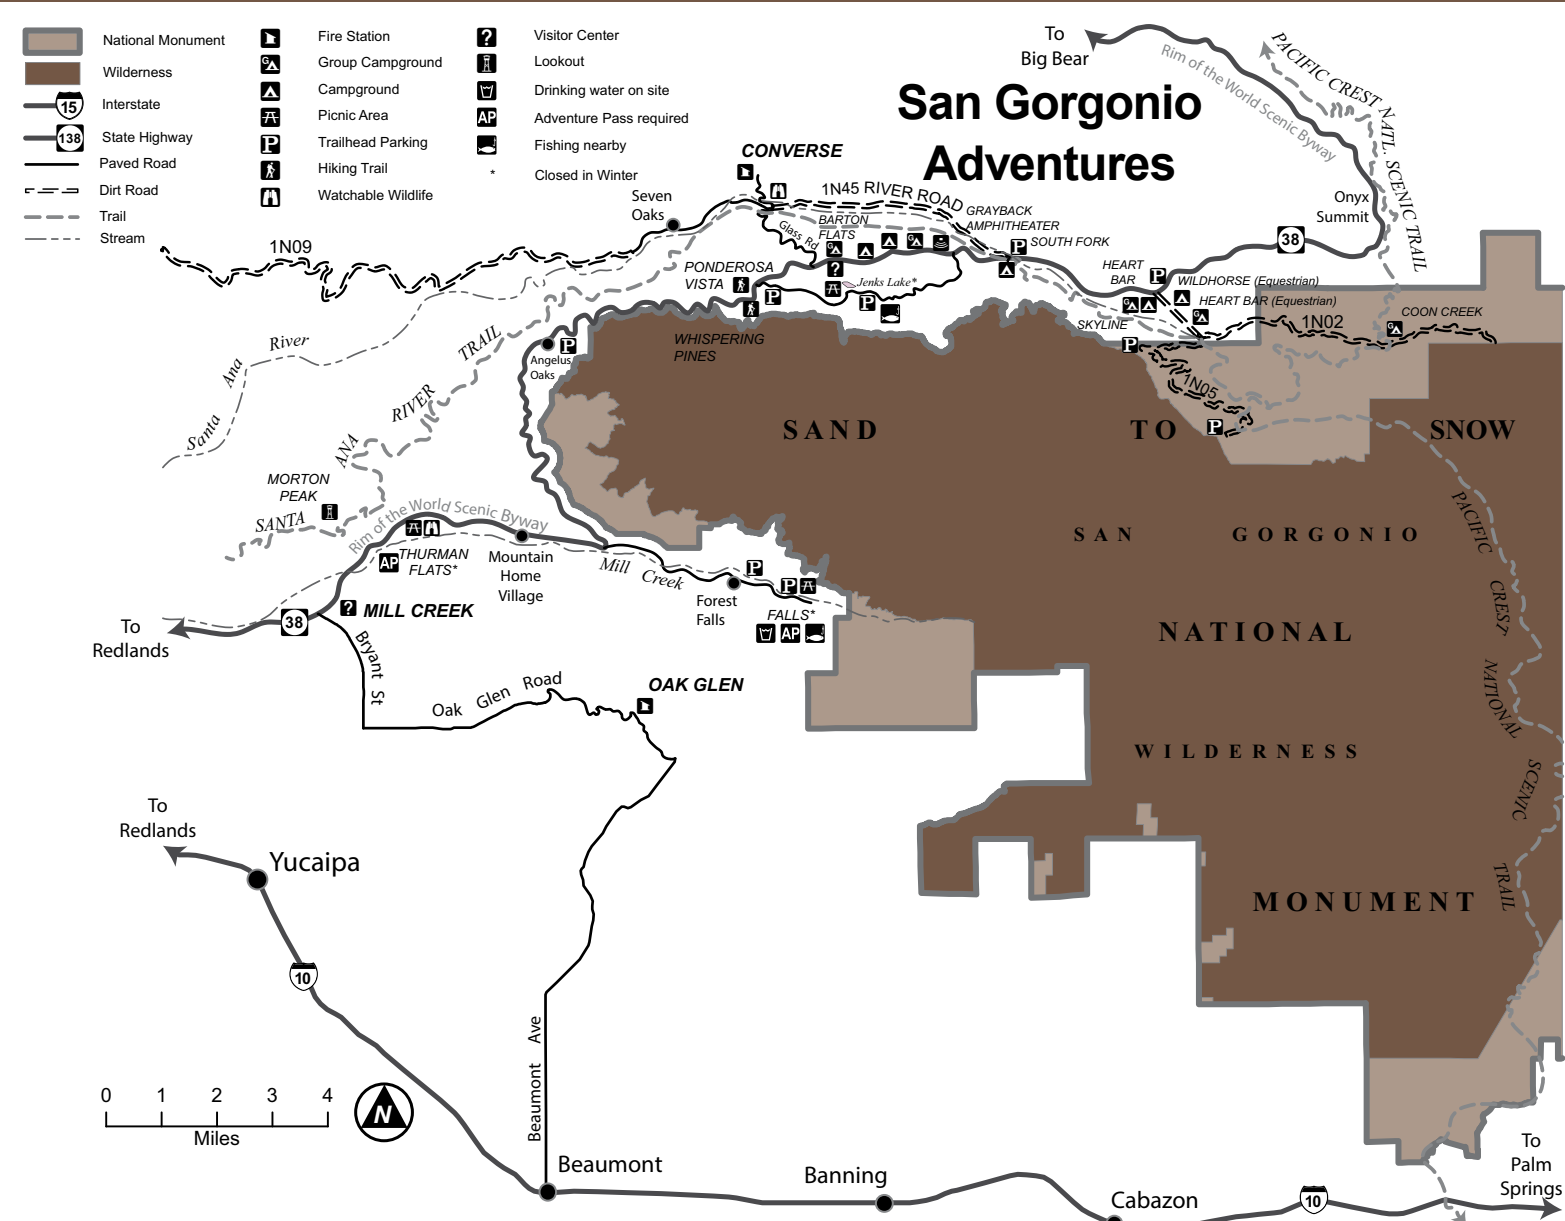 National Monument
Wilderness
15
Interstate
138
State Highway
Paved Road
Dirt Road
Trail
Stream
Fire Station
G
Group Campground
Campground
Picnic Area
P
Trailhead Parking
Hiking Trail
Watchable Wildlife
?
Visitor Center
Lookout
Drinking water on site
AP
Adventure Pass required
Fishing nearby
*
Closed in Winter
San Gorgonio
Adventures
To
Big Bear
Rim of the World Scenic Byway
PACIFIC CREST NATL. SCENIC TRAIL
Onyx
Summit
38
CONVERSE
Seven
Oaks
1N45 RIVER ROAD
GRAYBACK
AMPHITHEATER
BARTON
FLATS
Glass Rd
G
G
?
P
SOUTH FORK
1N09
PONDEROSA
VISTA
P
Jenks Lake*
P
HEART
BAR
P
WILDHORSE (Equestrian)
HEART BAR (Equestrian)
G
G
SKYLINE
P
1N02
COON CREEK
G
1N05
P
WHISPERING
PINES
Angelus
Oaks
P
Santa Ana River
SANTA ANA RIVER TRAIL
MORTON
PEAK
Rim of the World Scenic Byway
AP
THURMAN
FLATS*
Mountain
Home
Village
Mill Creek
P
Forest
Falls
P
FALLS*
AP
?
MILL CREEK
38
To
Redlands
Bryant St
Oak Glen Road
OAK GLEN
SAND TO SNOW
SAN GORGONIO
NATIONAL
WILDERNESS
MONUMENT
PACIFIC CREST NATIONAL SCENIC TRAIL
To
Redlands
Yucaipa
10
0 1 2 3 4
Miles
N
Beaumont Ave
Beaumont
Banning
Cabazon
10
To
Palm
Springs